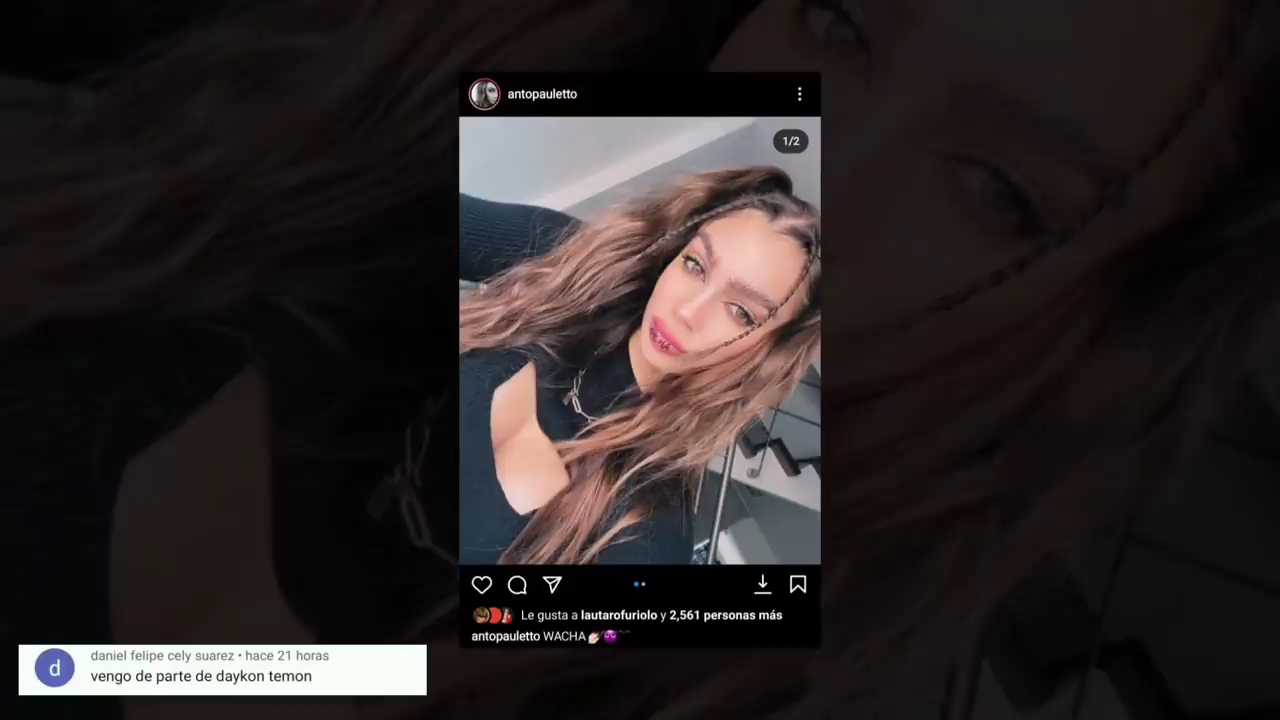 antopauletto
1/2
Le gusta a lautarofuriolo y 2,561 personas más
antopauletto WACHA💅🏻😈
d
daniel felipe cely suarez • hace 21 horas
vengo de parte de daykon temon